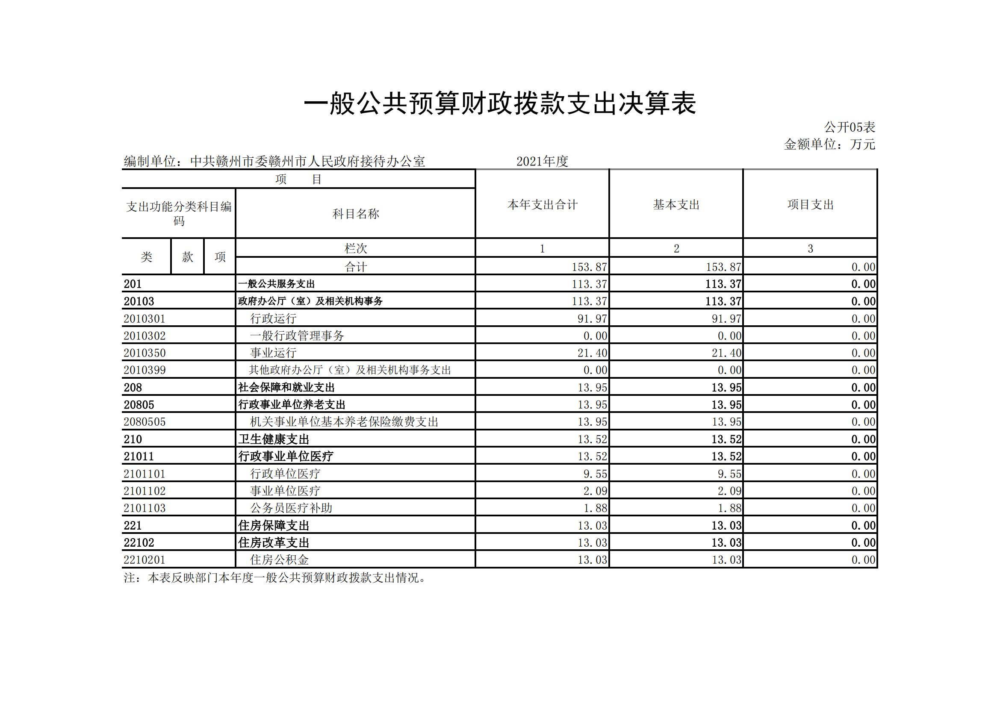 一般公共预算财政拨款支出决算表
公开05表
金额单位：万元
编制单位：中共赣州市委赣州市人民政府接待办公室 2021年度
项 目
支出功能分类科目编
码
科目名称
本年支出合计 基本支出 项目支出
类 款 项
栏次 1 2 3
合计 153.87 153.87 0.00
201 一般公共服务支出 113.37 113.37 0.00
20103 政府办公厅（室）及相关机构事务 113.37 113.37 0.00
2010301 行政运行 91.97 91.97 0.00
2010302 一般行政管理事务 0.00 0.00 0.00
2010350 事业运行 21.40 21.40 0.00
2010399 其他政府办公厅（室）及相关机构事务支出 0.00 0.00 0.00
208 社会保障和就业支出 13.95 13.95 0.00
20805 行政事业单位养老支出 13.95 13.95 0.00
2080505 机关事业单位基本养老保险缴费支出 13.95 13.95 0.00
210 卫生健康支出 13.52 13.52 0.00
21011 行政事业单位医疗 13.52 13.52 0.00
2101101 行政单位医疗 9.55 9.55 0.00
2101102 事业单位医疗 2.09 2.09 0.00
2101103 公务员医疗补助 1.88 1.88 0.00
221 住房保障支出 13.03 13.03 0.00
22102 住房改革支出 13.03 13.03 0.00
2210201 住房公积金 13.03 13.03 0.00
注：本表反映部门本年度一般公共预算财政拨款支出情况。